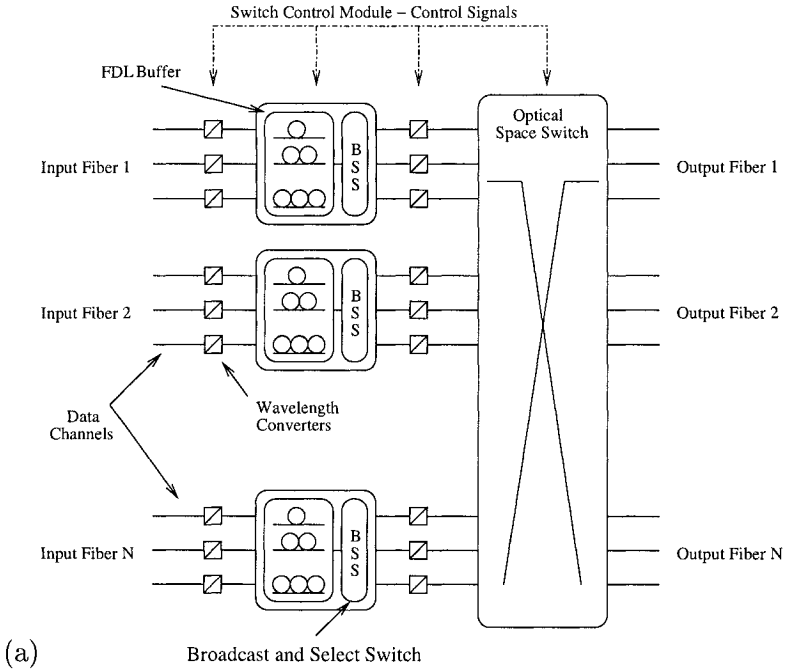 Switch Control Module – Control Signals
FDL Buffer
Optical
Space Switch
Input Fiber 1
B
S
S
Output Fiber 1
Input Fiber 2
B
S
S
Output Fiber 2
Data
Channels
Wavelength
Converters
Input Fiber N
B
S
S
Output Fiber N
(a)
Broadcast and Select Switch